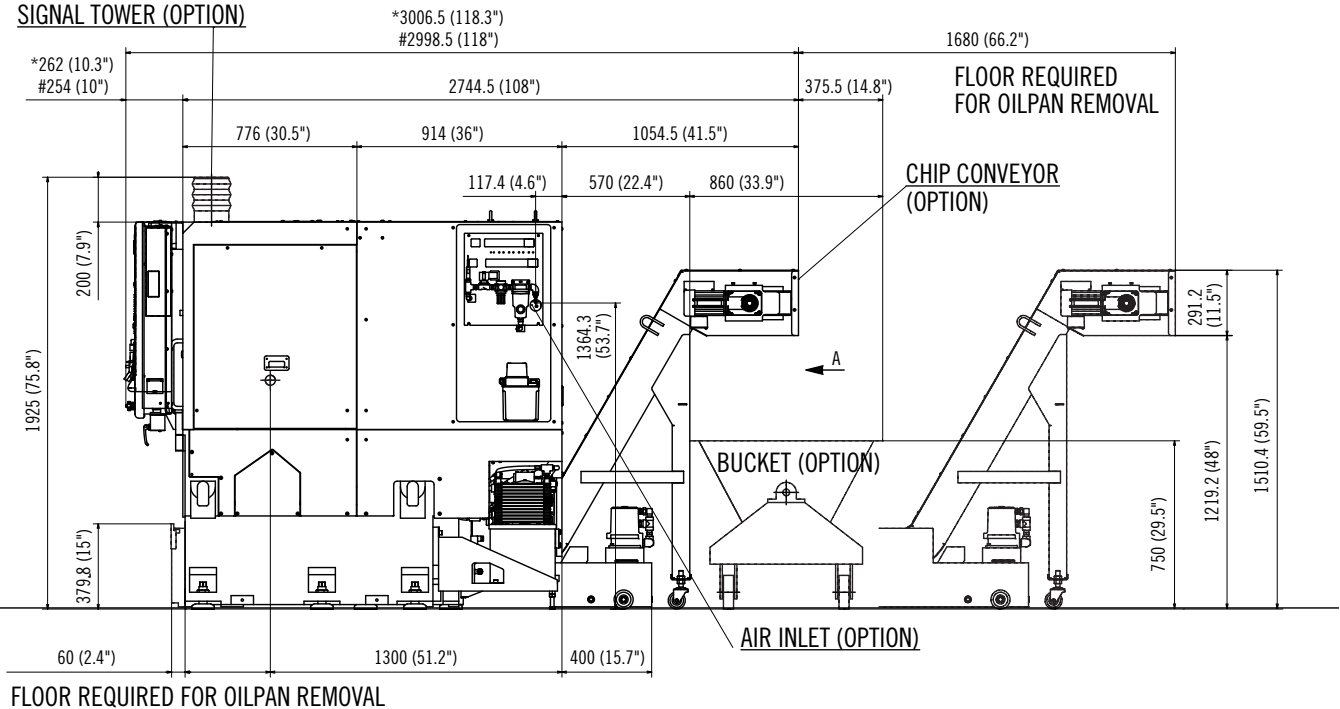 SIGNAL TOWER (OPTION)
*3006.5 (118.3")
#2998.5 (118")
1680 (66.2")
*262 (10.3")
#254 (10")
2744.5 (108")
375.5 (14.8")
FLOOR REQUIRED
FOR OILPAN REMOVAL
776 (30.5")
914 (36")
1054.5 (41.5")
117.4 (4.6")
570 (22.4")
860 (33.9")
CHIP CONVEYOR
(OPTION)
200 (7.9")
1925 (75.8")
1364.3
(53.7")
A
291.2
(11.5")
BUCKET (OPTION)
379.8 (15")
750 (29.5")
1219.2 (48")
1510.4 (59.5")
AIR INLET (OPTION)
60 (2.4")
1300 (51.2")
400 (15.7")
FLOOR REQUIRED FOR OILPAN REMOVAL